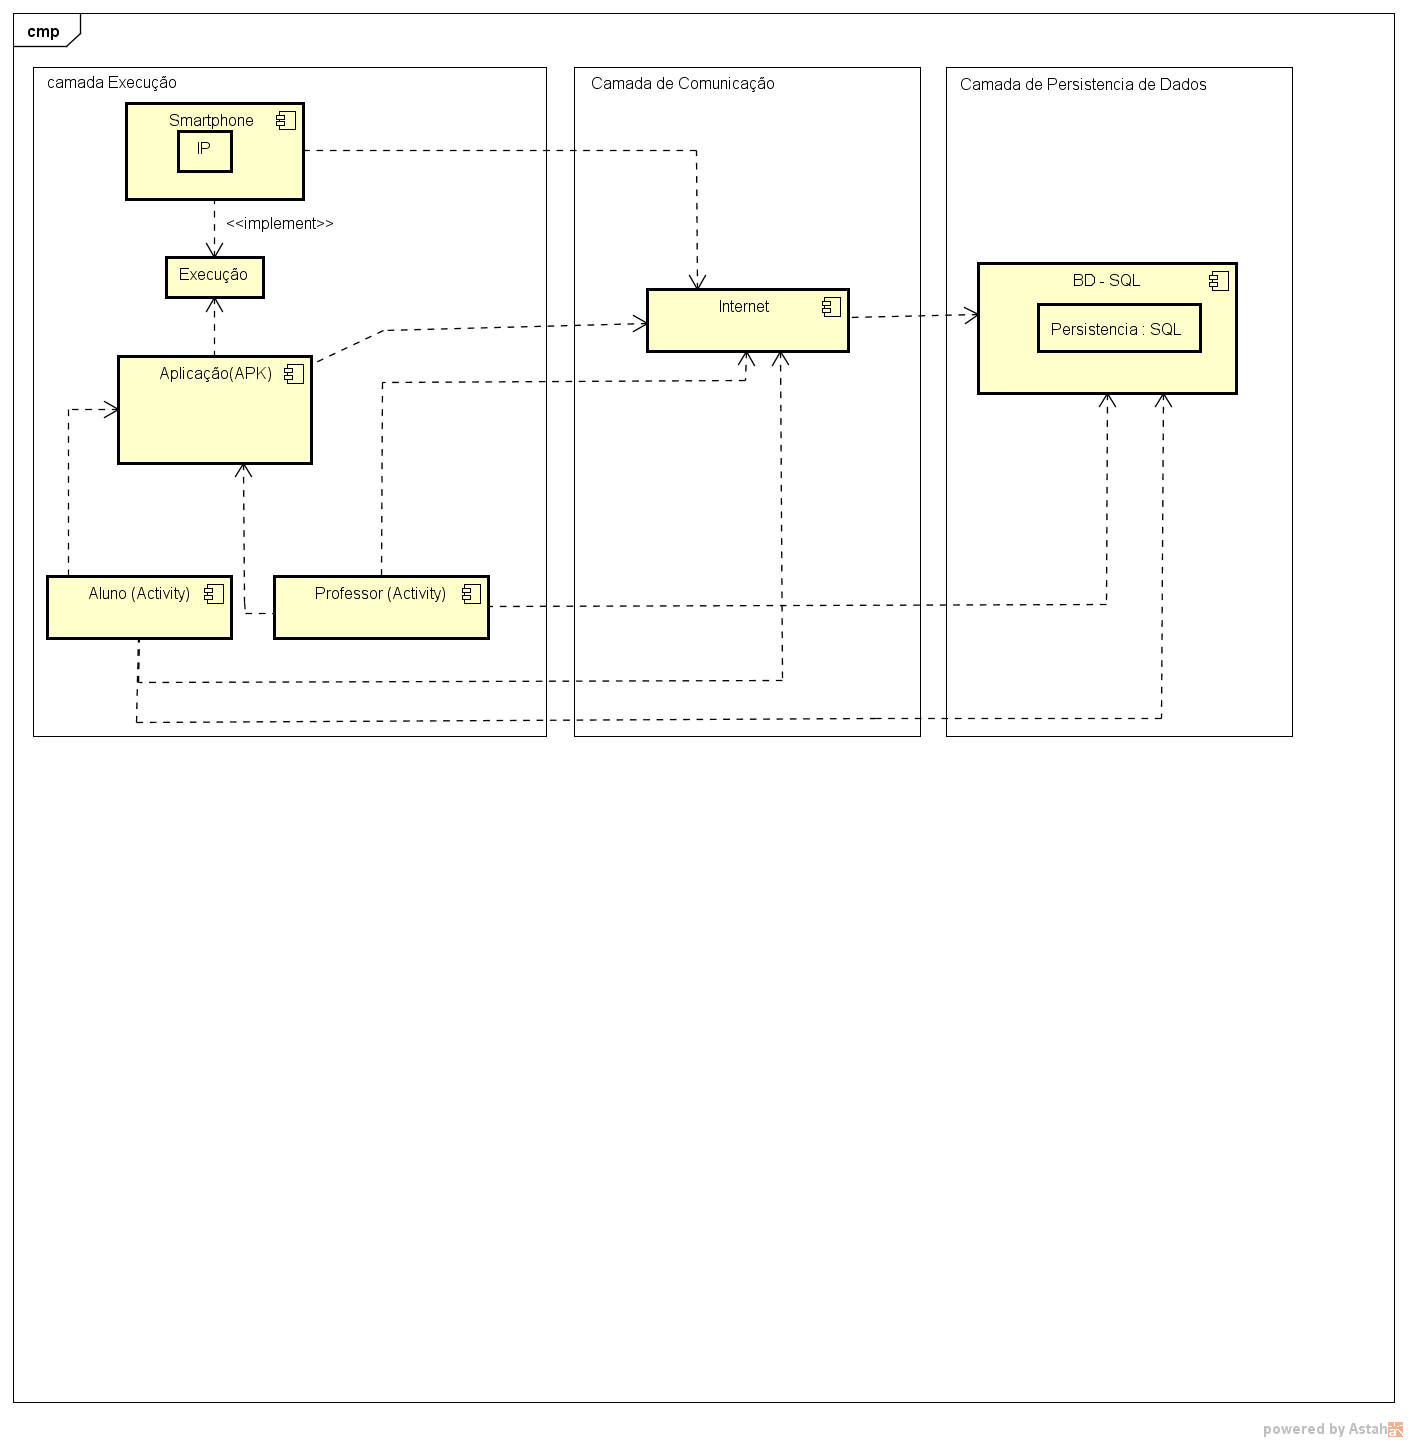 cmp
camada Execução
Smartphone
IP
<<implement>>
Execução
Aplicação(APK)
Aluno (Activity)
Professor (Activity)
Camada de Comunicação
Internet
Camada de Persistencia de Dados
BD - SQL
Persistencia : SQL
powered by Astah